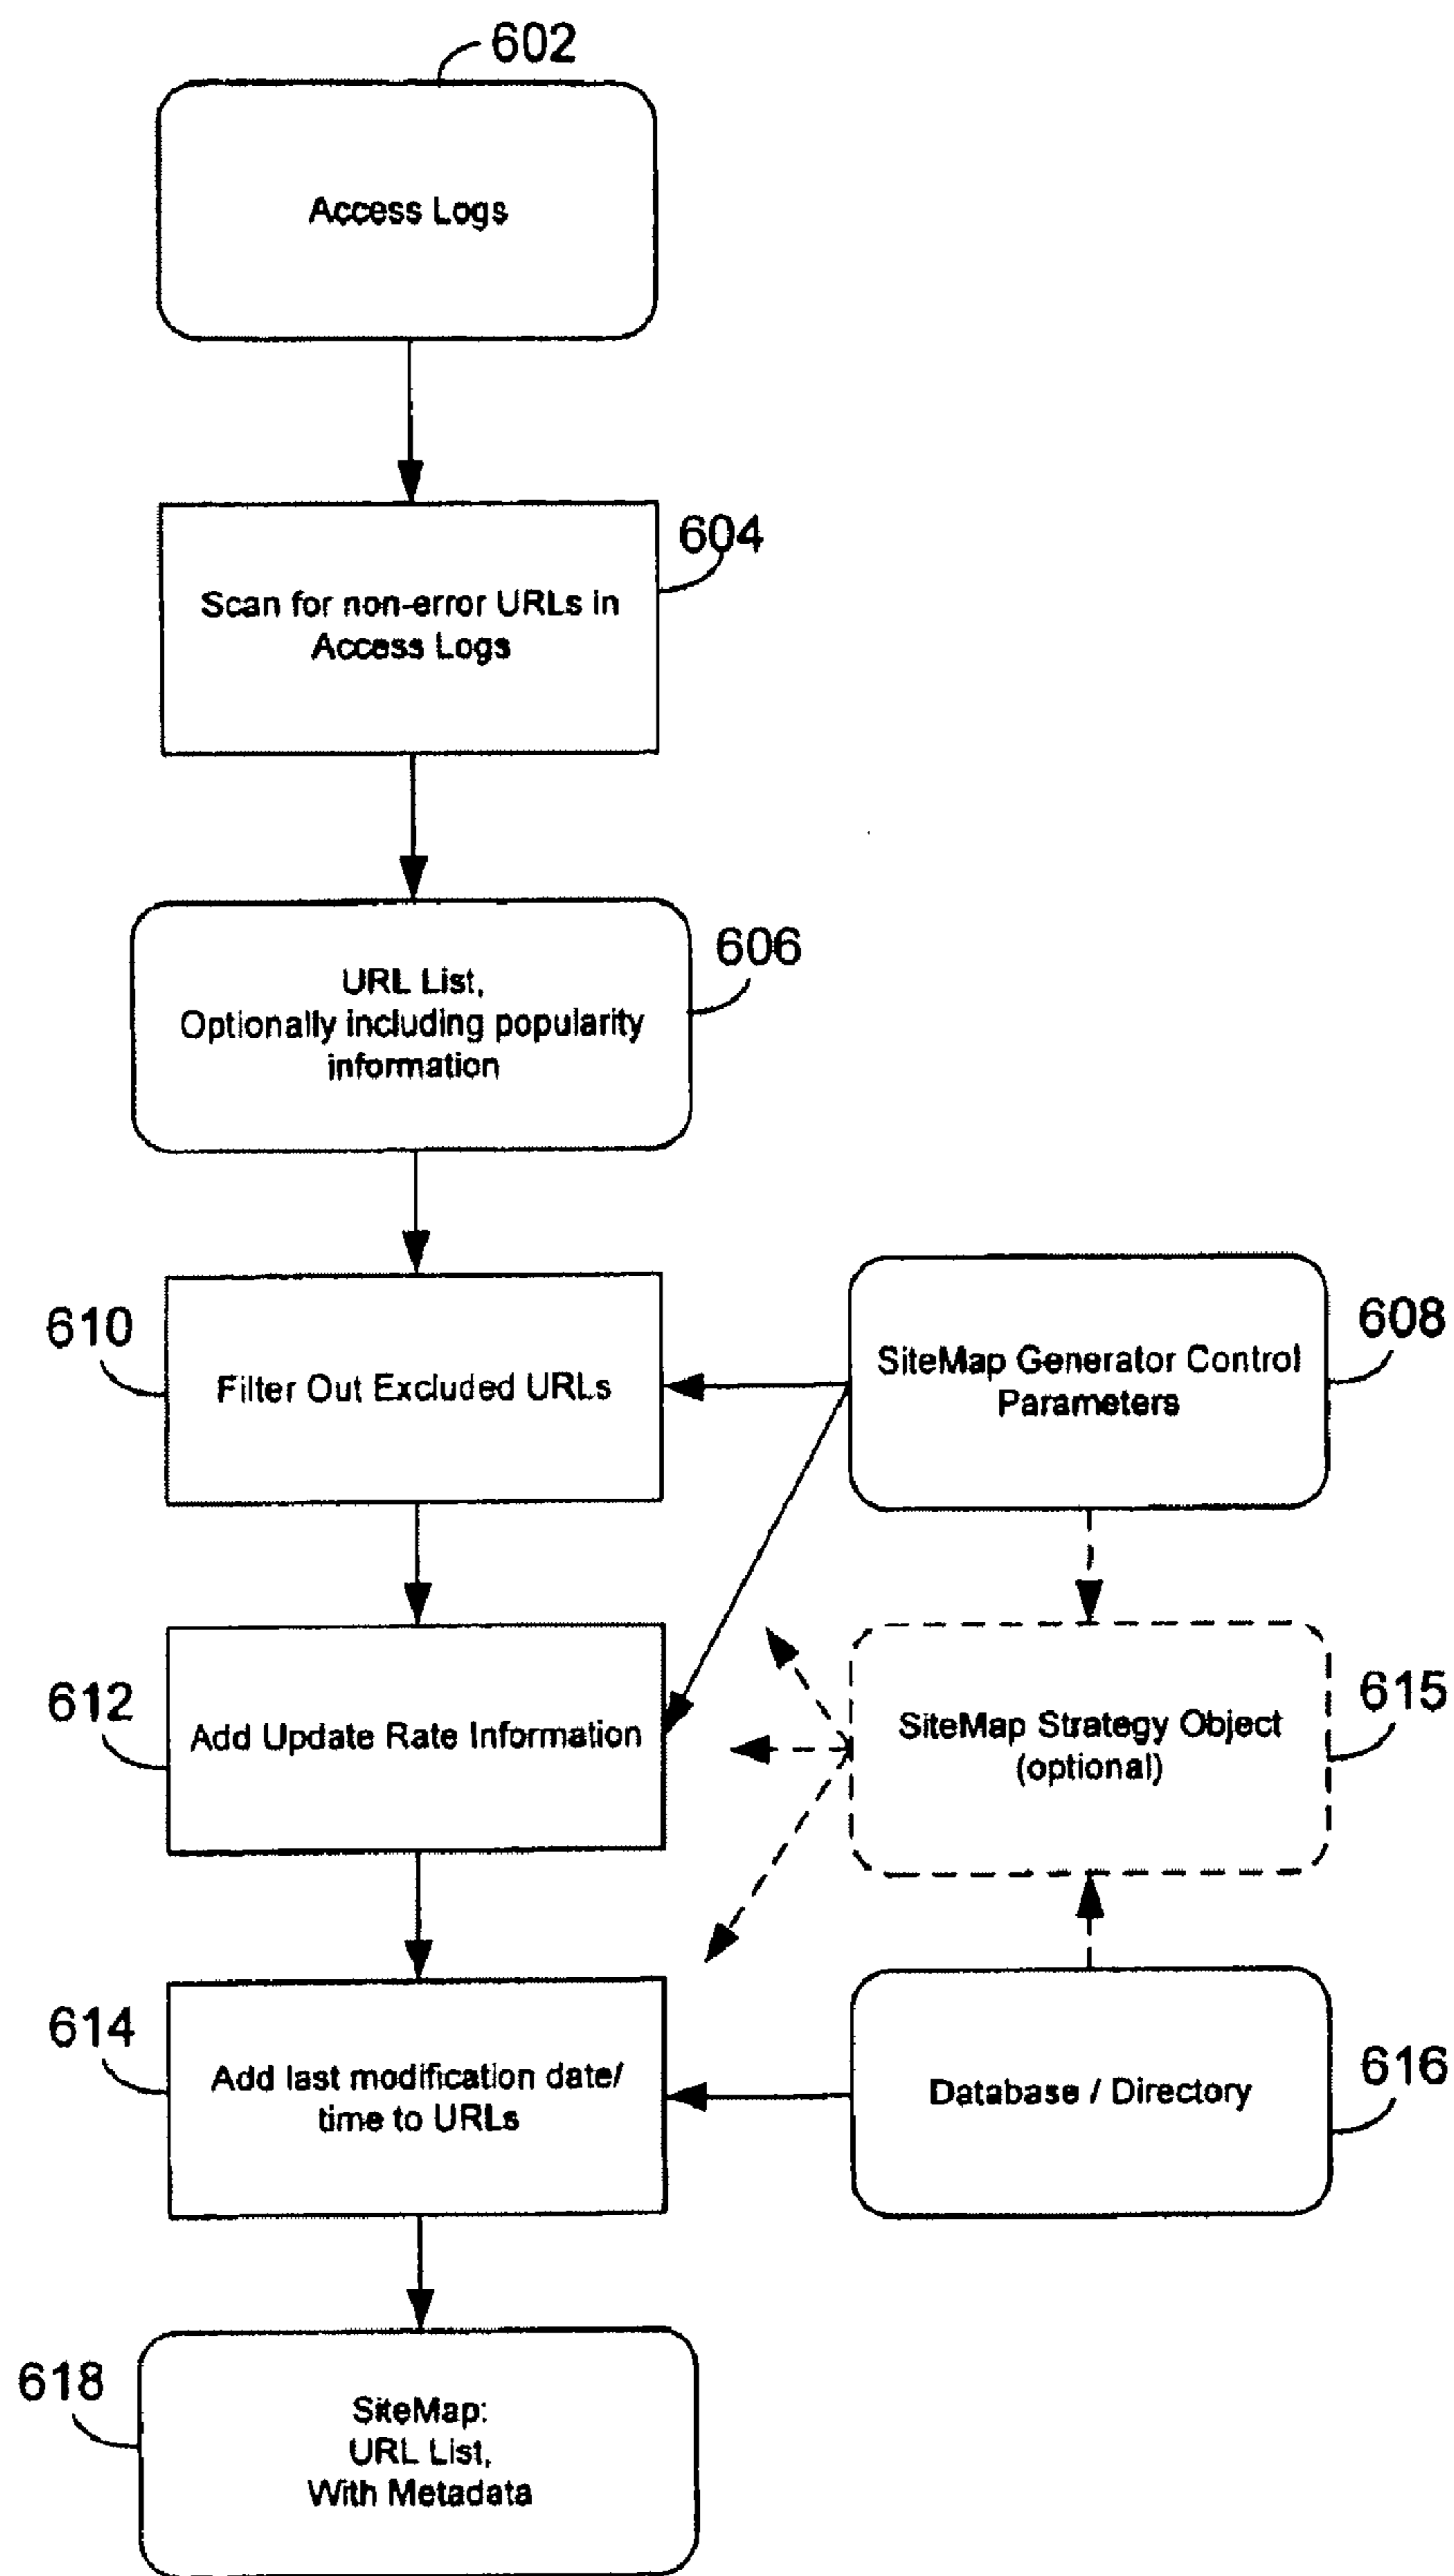 602
Access Logs
604
Scan for non-error URLs in
Access Logs
606
URL List,
Optionally including popularity
information
610
Filter Out Excluded URLs
608
SiteMap Generator Control
Parameters
612
Add Update Rate Information
615
SiteMap Strategy Object
(optional)
614
Add last modification date/
time to URLs
616
Database / Directory
618
SiteMap:
URL List,
With Metadata